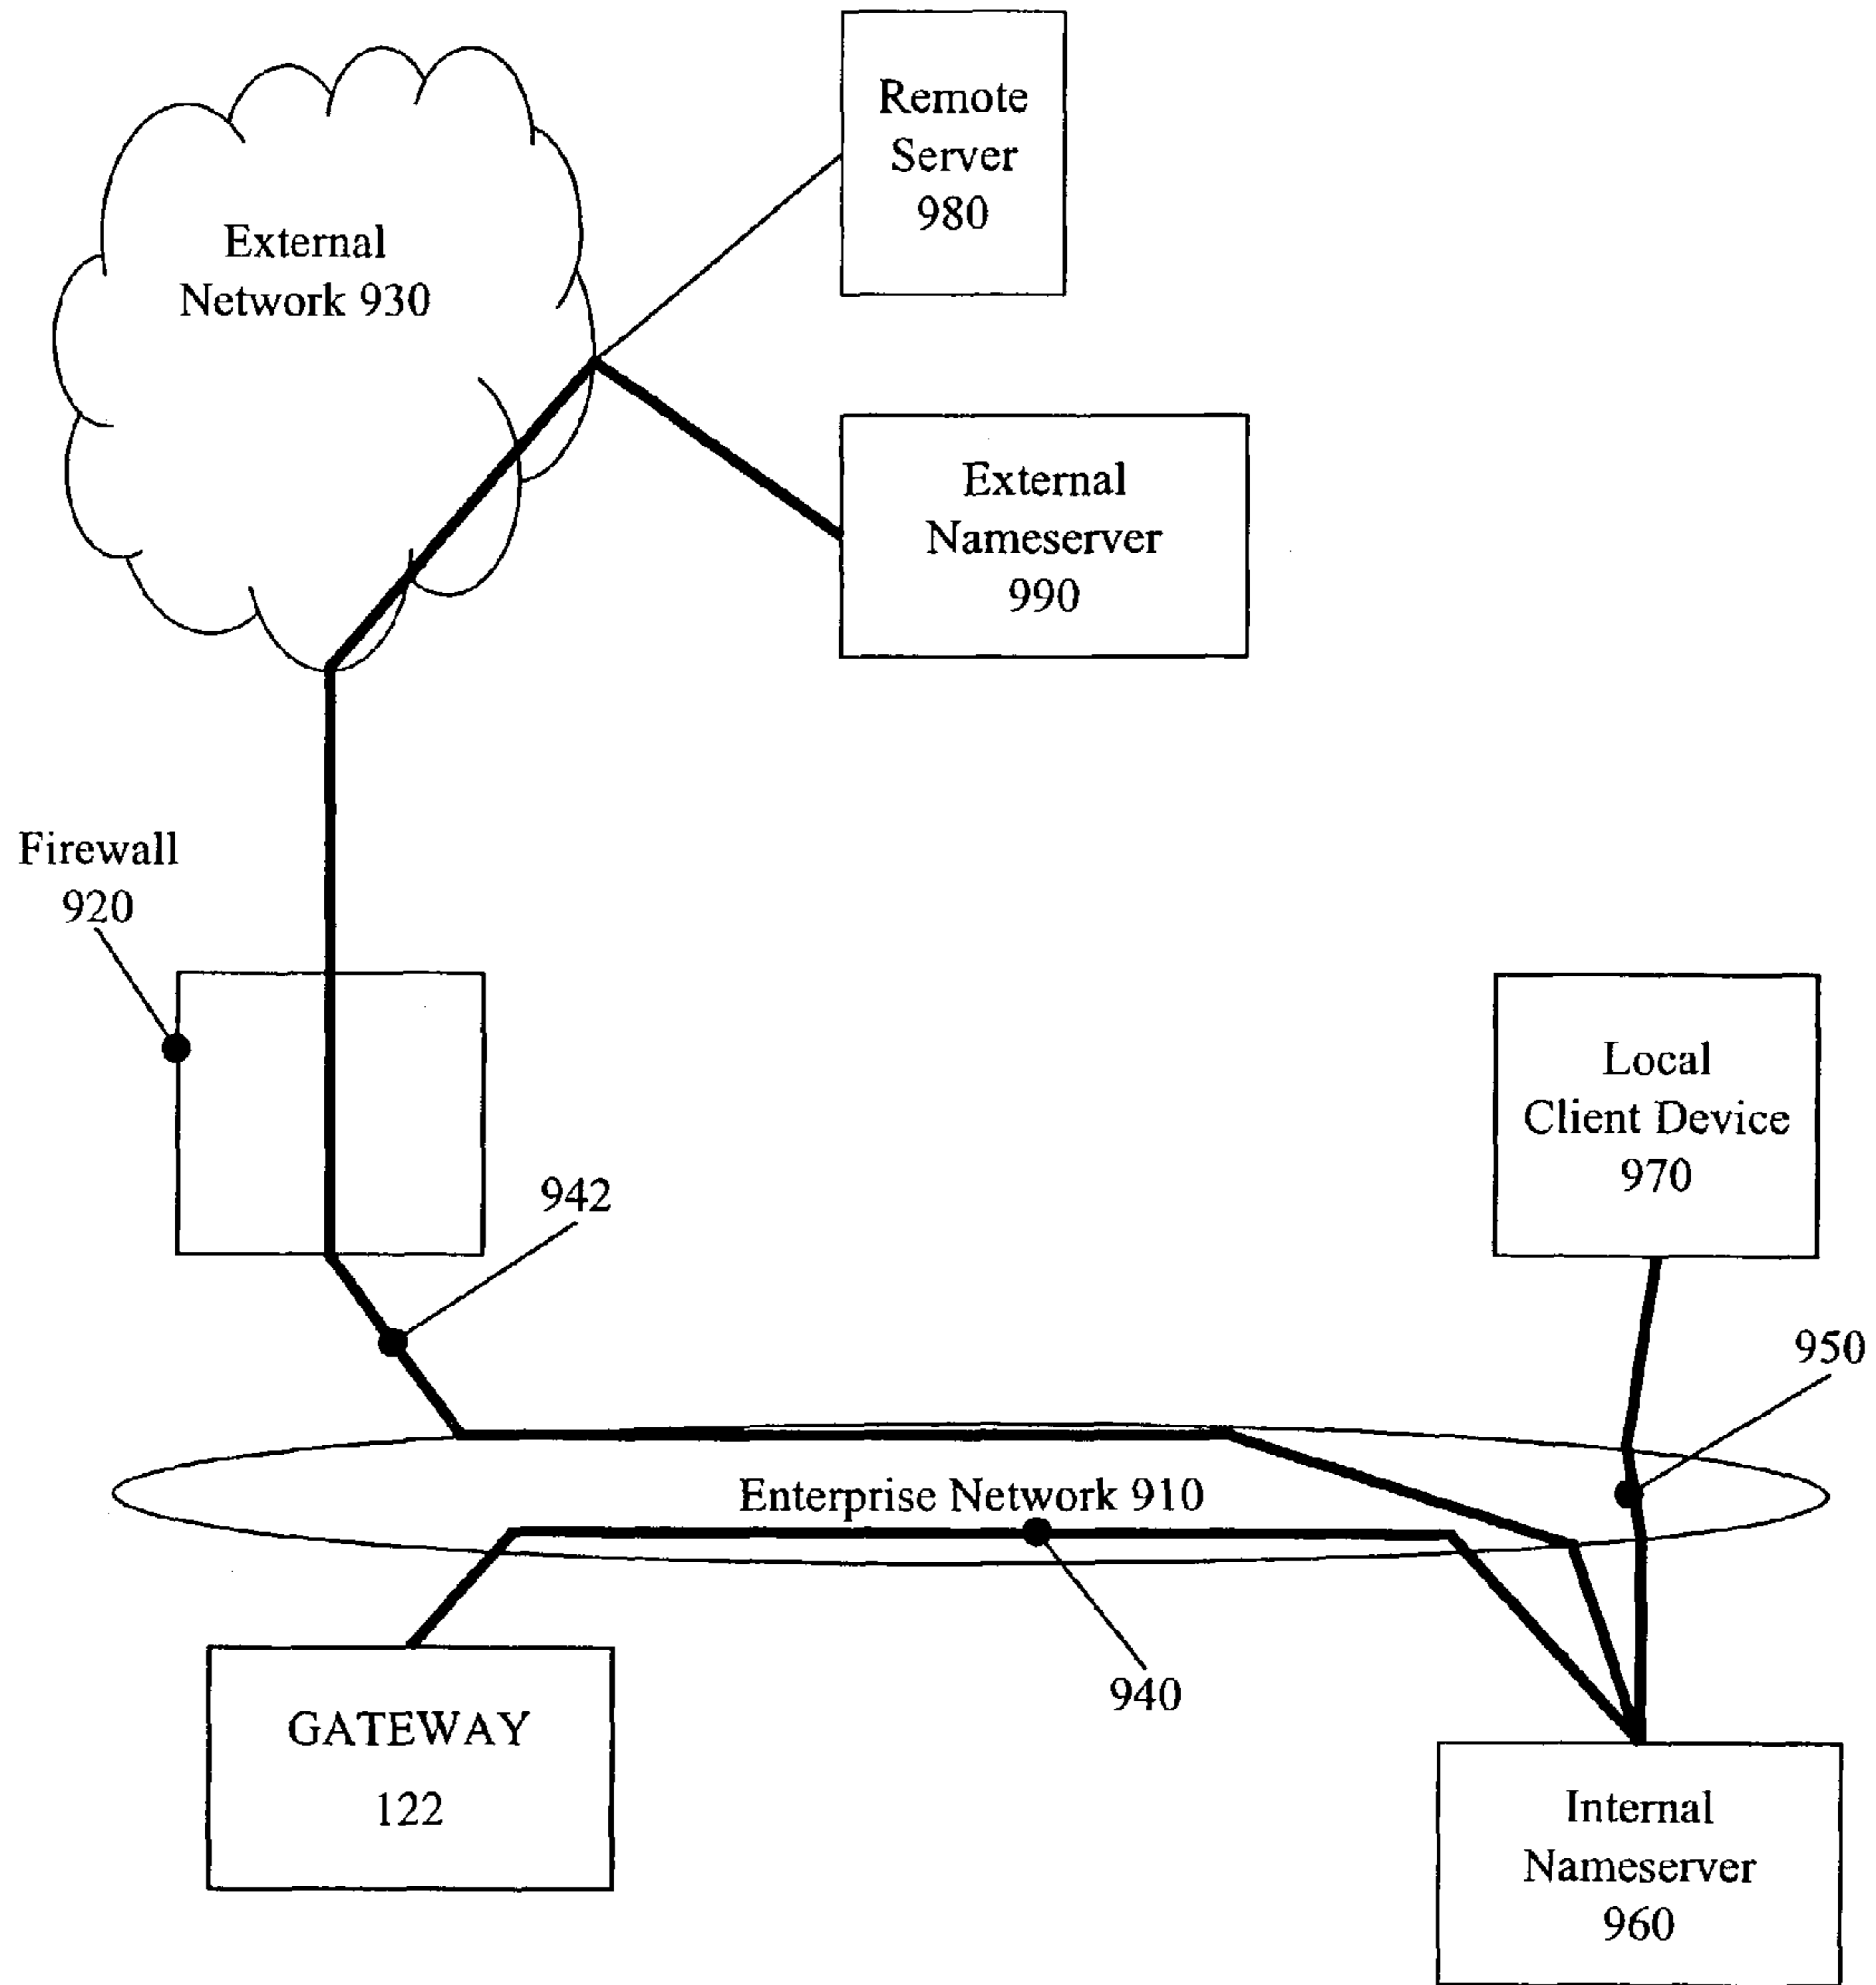 Remote
Server
980
External
Network 930
External
Nameserver
990
Firewall
920
942
Local
Client Device
970
950
Enterprise Network 910
940
GATEWAY
122
Internal
Nameserver
960